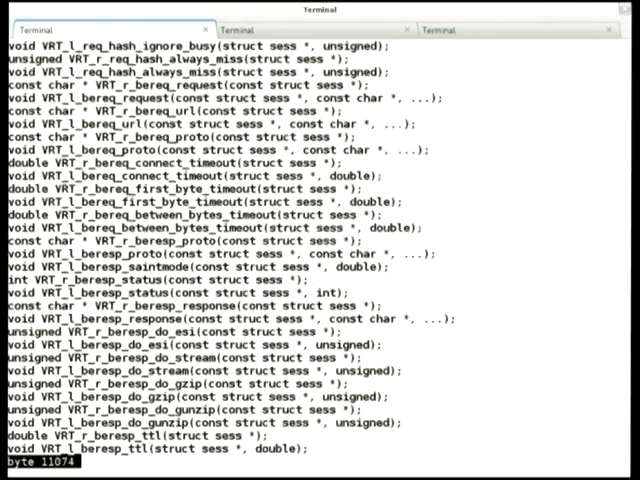 Terminal
Terminal × Terminal × Terminal ×
void VRT_l_req_hash_ignore_busy(struct sess *, unsigned);
unsigned VRT_r_req_hash_always_miss(struct sess *);
void VRT_l_req_hash_always_miss(struct sess *, unsigned);
const char * VRT_r_bereq_request(const struct sess *);
void VRT_l_bereq_request(const struct sess *, const char *, ...);
const char * VRT_r_bereq_url(const struct sess *);
void VRT_l_bereq_url(const struct sess *, const char *, ...);
const char * VRT_r_bereq_proto(const struct sess *);
void VRT_l_bereq_proto(const struct sess *, const char *, ...);
double VRT_r_bereq_connect_timeout(struct sess *);
void VRT_l_bereq_connect_timeout(struct sess *, double);
double VRT_r_bereq_first_byte_timeout(struct sess *);
void VRT_l_bereq_first_byte_timeout(struct sess *, double);
double VRT_r_bereq_between_bytes_timeout(struct sess *);
void VRT_l_bereq_between_bytes_timeout(struct sess *, double);
const char * VRT_r_beresp_proto(const struct sess *);
void VRT_l_beresp_proto(const struct sess *, const char *, ...);
void VRT_l_beresp_saintmode(const struct sess *, double);
int VRT_r_beresp_status(const struct sess *);
void VRT_l_beresp_status(const struct sess *, int);
const char * VRT_r_beresp_response(const struct sess *);
void VRT_l_beresp_response(const struct sess *, const char *, ...);
unsigned VRT_r_beresp_do_esi(const struct sess *);
void VRT_l_beresp_do_esi(const struct sess *, unsigned);
unsigned VRT_r_beresp_do_stream(const struct sess *);
void VRT_l_beresp_do_stream(const struct sess *, unsigned);
unsigned VRT_r_beresp_do_gzip(const struct sess *);
void VRT_l_beresp_do_gzip(const struct sess *, unsigned);
unsigned VRT_r_beresp_do_gunzip(const struct sess *);
void VRT_l_beresp_do_gunzip(const struct sess *, unsigned);
double VRT_r_beresp_ttl(struct sess *);
void VRT_l_beresp_ttl(struct sess *, double);
byte 11074